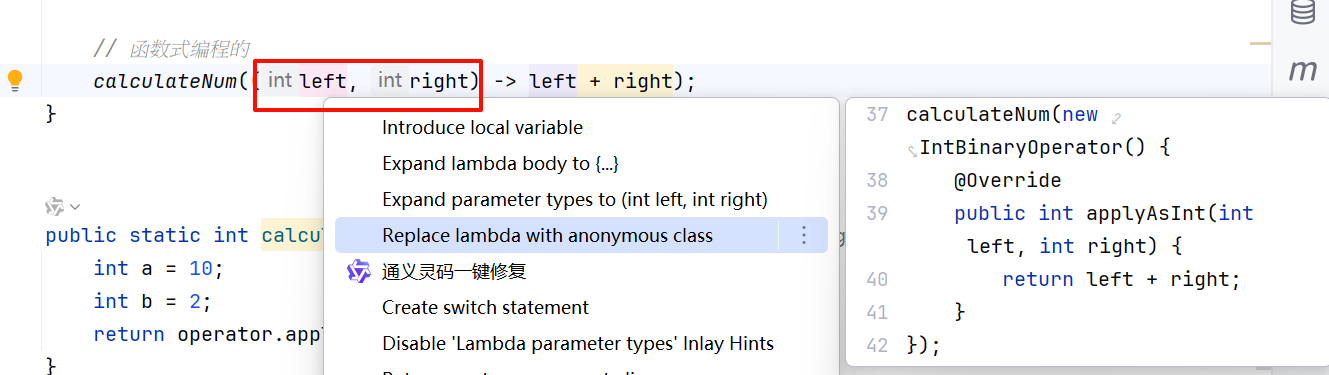 // 函数式编程的
calculateNum(( int left, int right) -> left + right);
}
Introduce local variable
Expand lambda body to {...}
Expand parameter types to (int left, int right)
Replace lambda with anonymous class
通义灵码一键修复
Create switch statement
Disable 'Lambda parameter types' Inlay Hints
public static int calcu
int a = 10;
int b = 2;
return operator.appl
}
37 calculateNum(new
IntBinaryOperator() {
38 @Override
39 public int applyAsInt(int
left, int right) {
40 return left + right;
41 }
42 });
m